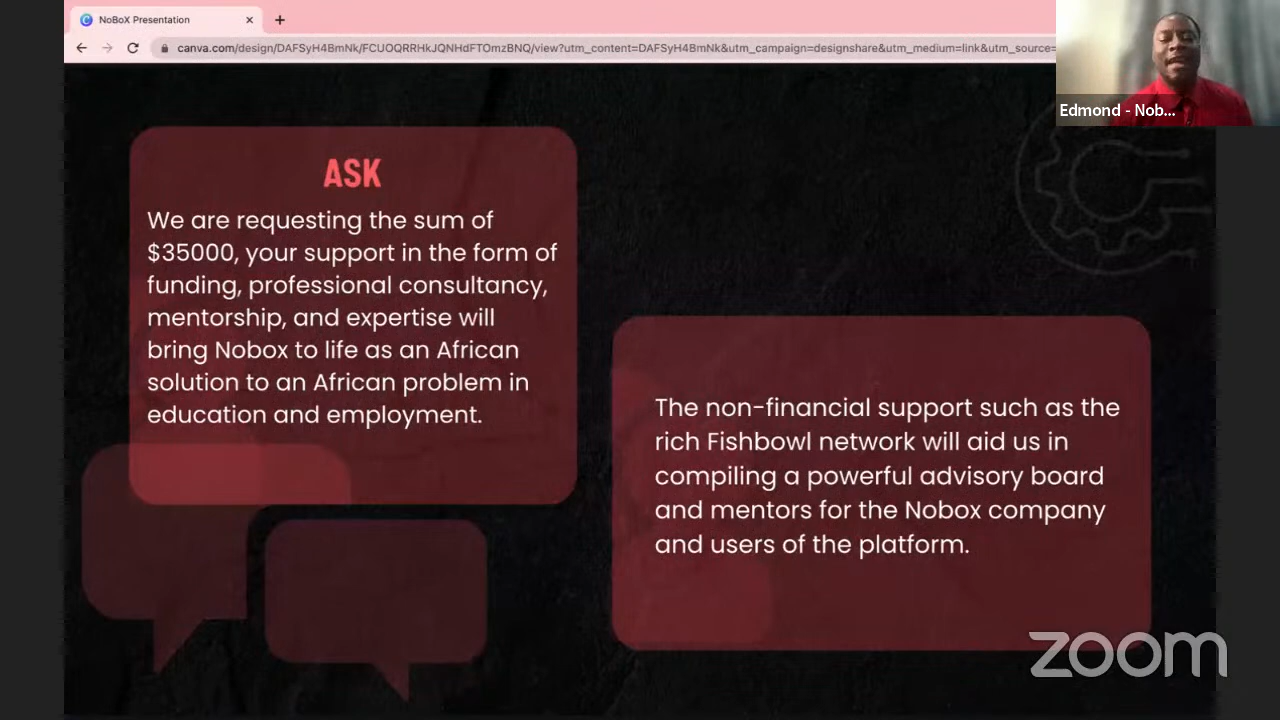 NoBoX Presentation
canva.com/design/DAFSyH4BmNk/FCUOQRRHkJQNHdFTOmzBNQ/view?utm_content=DAFSyH4BmNk&utm_campaign=designshare&utm_medium=link&utm_source=
Edmond - Nob...
ASK
We are requesting the sum of
$35000, your support in the form of
funding, professional consultancy,
mentorship, and expertise will
bring Nobox to life as an African
solution to an African problem in
education and employment.
The non-financial support such as the
rich Fishbowl network will aid us in
compiling a powerful advisory board
and mentors for the Nobox company
and users of the platform.
zoom